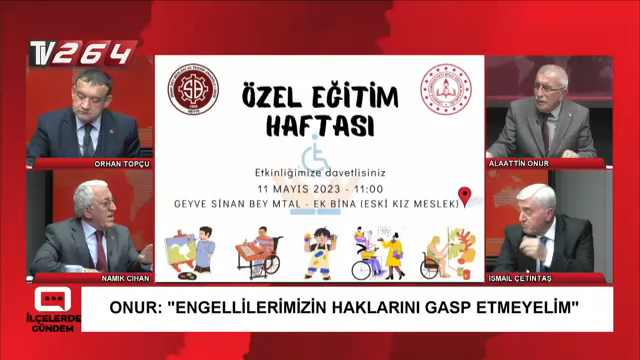 TV264
ÖZEL EĞİTİM
HAFTASI
Etkinliğimize davetlisiniz
11 MAYIS 2023 - 11:00
GEYVE SİNAN BEY MTAL - EK BİNA (ESKİ KIZ MESLEK)
ORHAN TOPÇU
ALAATTİN ONUR
NAMIK CİHAN
İSMAİL ÇETİNTAŞ
İLÇELERDE
GÜNDEM
ONUR: "ENGELLİLERİMİZİN HAKLARINI GASP ETMEYELİM"